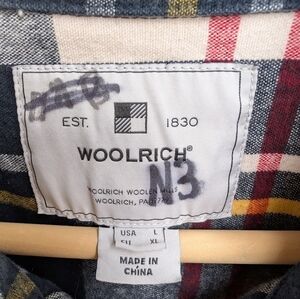 EST. 1830
WOOLRICH®
N3
WOOLRICH WOOLEN MILLS
WOOLRICH, PA
USA L
EU XL
MADE IN
CHINA